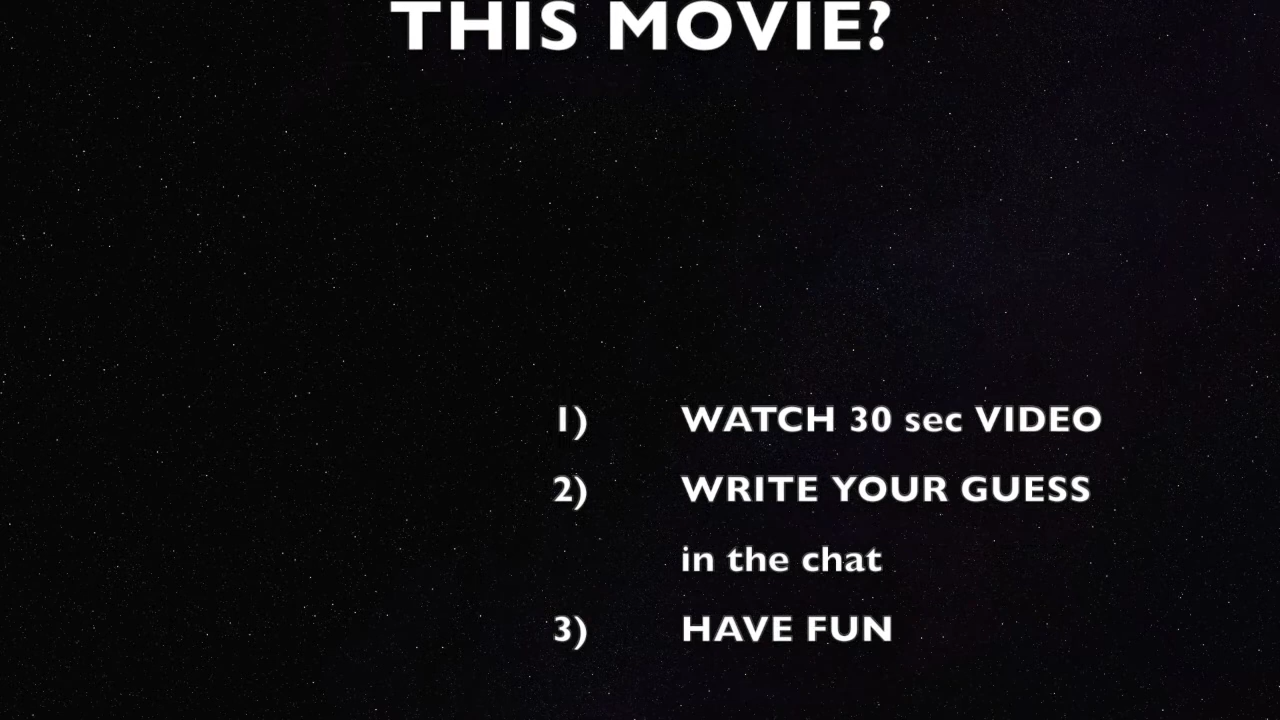 THIS MOVIE?
1) WATCH 30 sec VIDEO
2) WRITE YOUR GUESS
in the chat
3) HAVE FUN